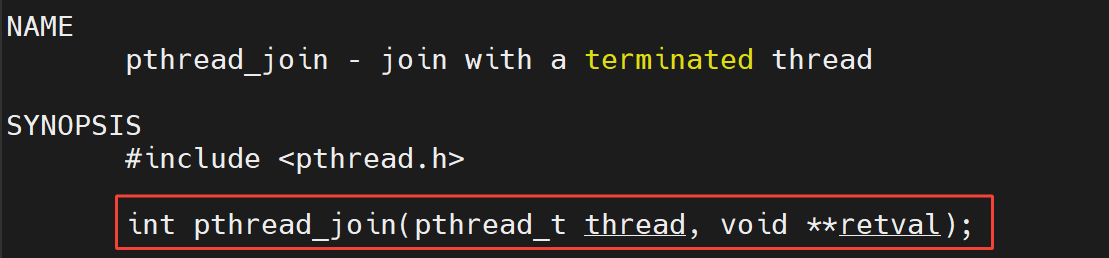 NAME
pthread_join - join with a terminated thread
SYNOPSIS
#include <pthread.h>
int pthread_join(pthread_t thread, void **retval);